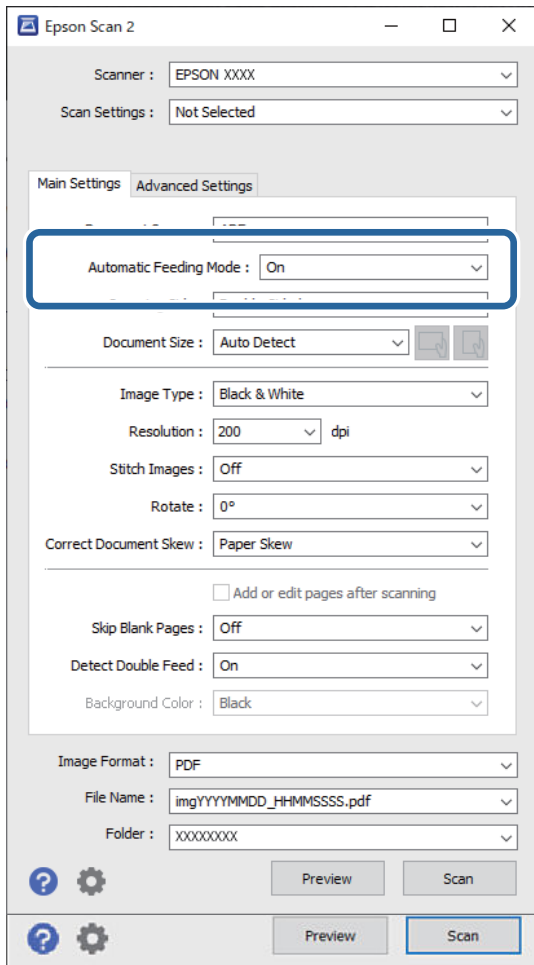 Epson Scan 2
Scanner : EPSON XXXX
Scan Settings : Not Selected
Main Settings Advanced Settings
Automatic Feeding Mode : On
Document Size : Auto Detect
Image Type : Black & White
Resolution : 200 dpi
Stitch Images : Off
Rotate : 0°
Correct Document Skew : Paper Skew
Add or edit pages after scanning
Skip Blank Pages : Off
Detect Double Feed : On
Background Color : Black
Image Format : PDF
File Name : imgYYYYMMDD_HHMMSSSS.pdf
Folder : XXXXXXXX
Preview Scan
Preview Scan